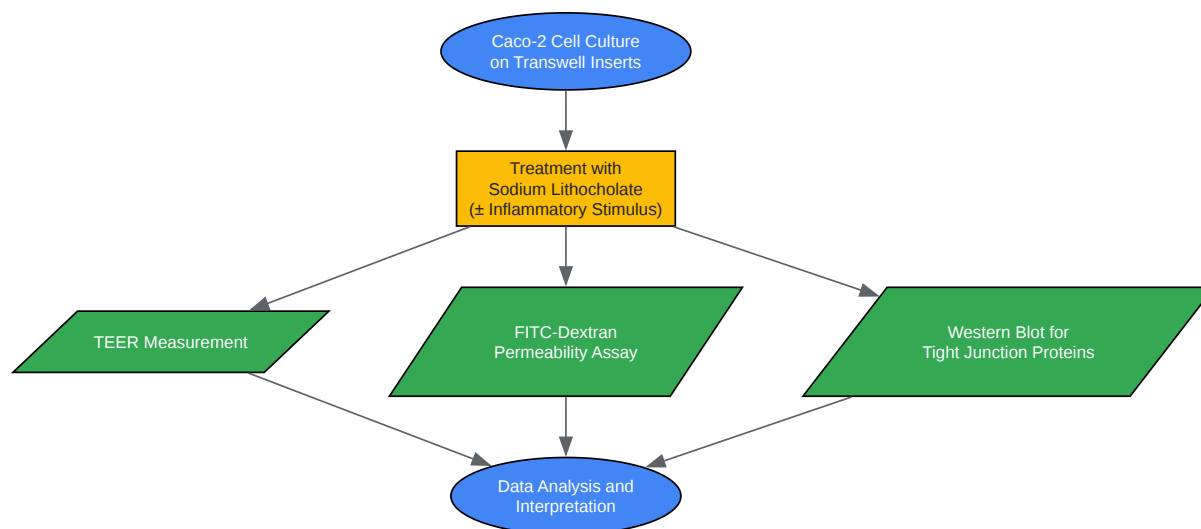 Caco-2 Cell Culture
on Transwell Inserts
Treatment with
Sodium Lithocholate
(± Inflammatory Stimulus)
TEER Measurement
FITC-Dextran
Permeability Assay
Western Blot for
Tight Junction Proteins
Data Analysis and
Interpretation